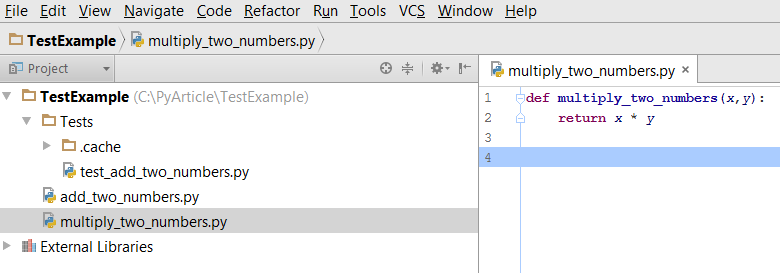 File Edit View Navigate Code Refactor Run Tools VCS Window Help
TestExample multiply_two_numbers.py
Project
multiply_two_numbers.py ×
TestExample (C:\PyArticle\TestExample)
Tests
.cache
test_add_two_numbers.py
add_two_numbers.py
multiply_two_numbers.py
External Libraries
1 def multiply_two_numbers(x,y):
2 return x * y
3
4